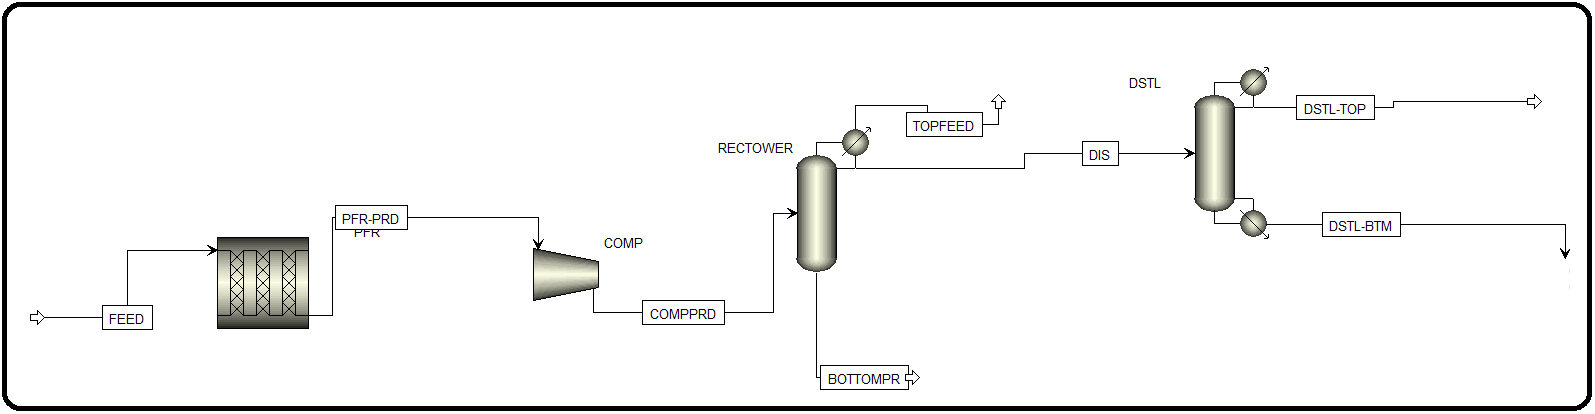 DSTL
DSTL-TOP
TOPFEED
RECTOWER
DIS
PFR-PRD
PFR
DSTL-BTM
COMP
COMPPRD
FEED
BOTTOMPR